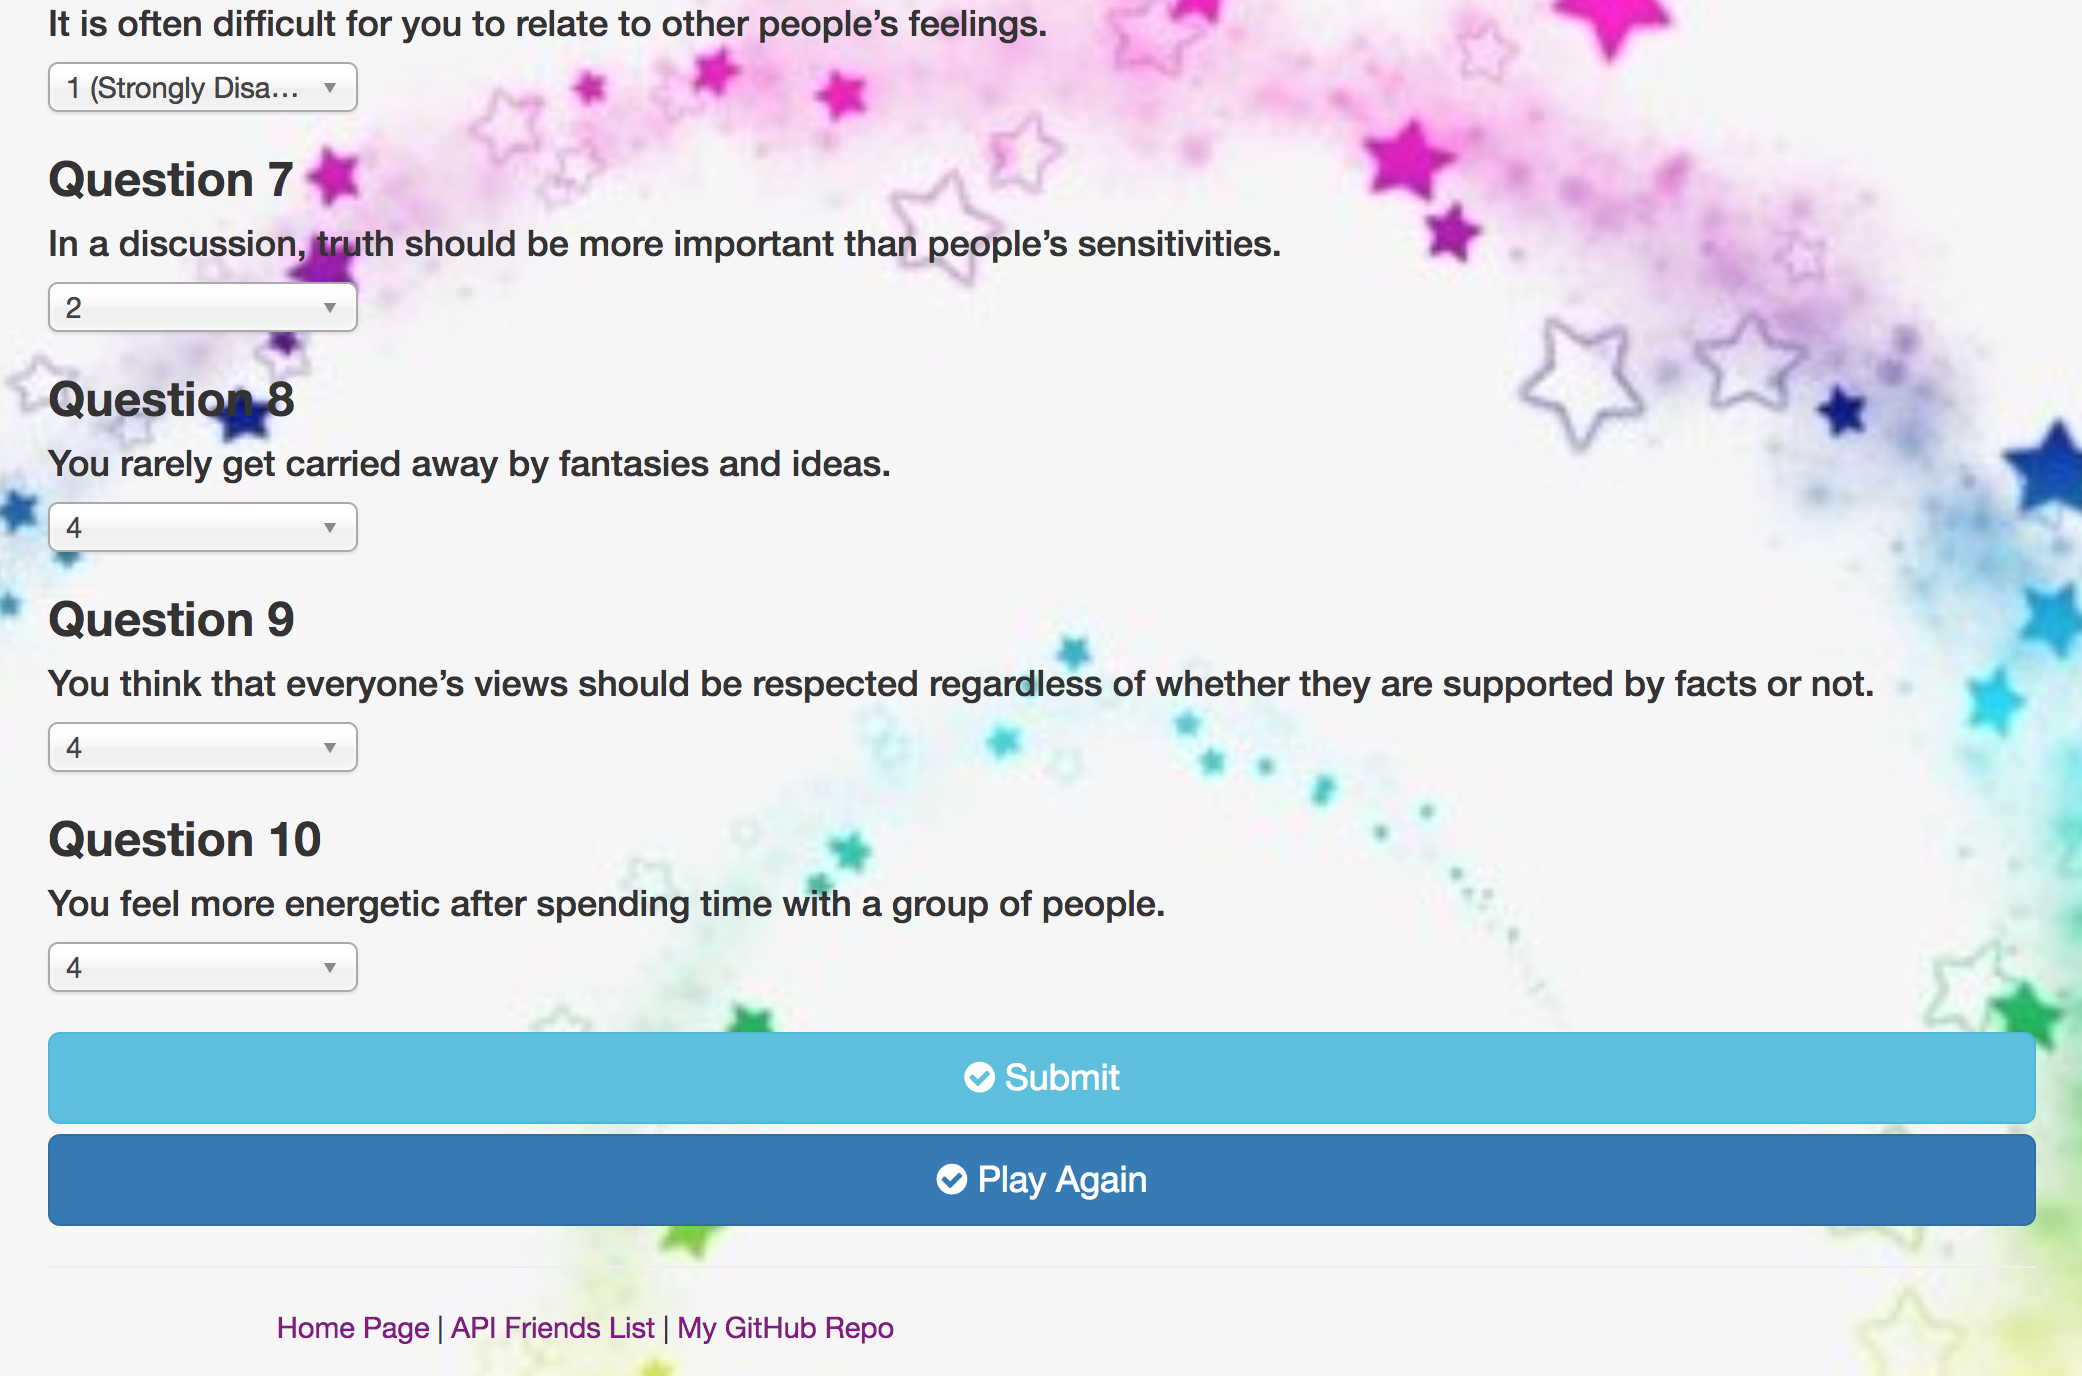 It is often difficult for you to relate to other people’s feelings.
1 (Strongly Disa...
Question 7
In a discussion, truth should be more important than people’s sensitivities.
2
Question 8
You rarely get carried away by fantasies and ideas.
4
Question 9
You think that everyone’s views should be respected regardless of whether they are supported by facts or not.
4
Question 10
You feel more energetic after spending time with a group of people.
4
Submit
Play Again
Home Page | API Friends List | My GitHub Repo